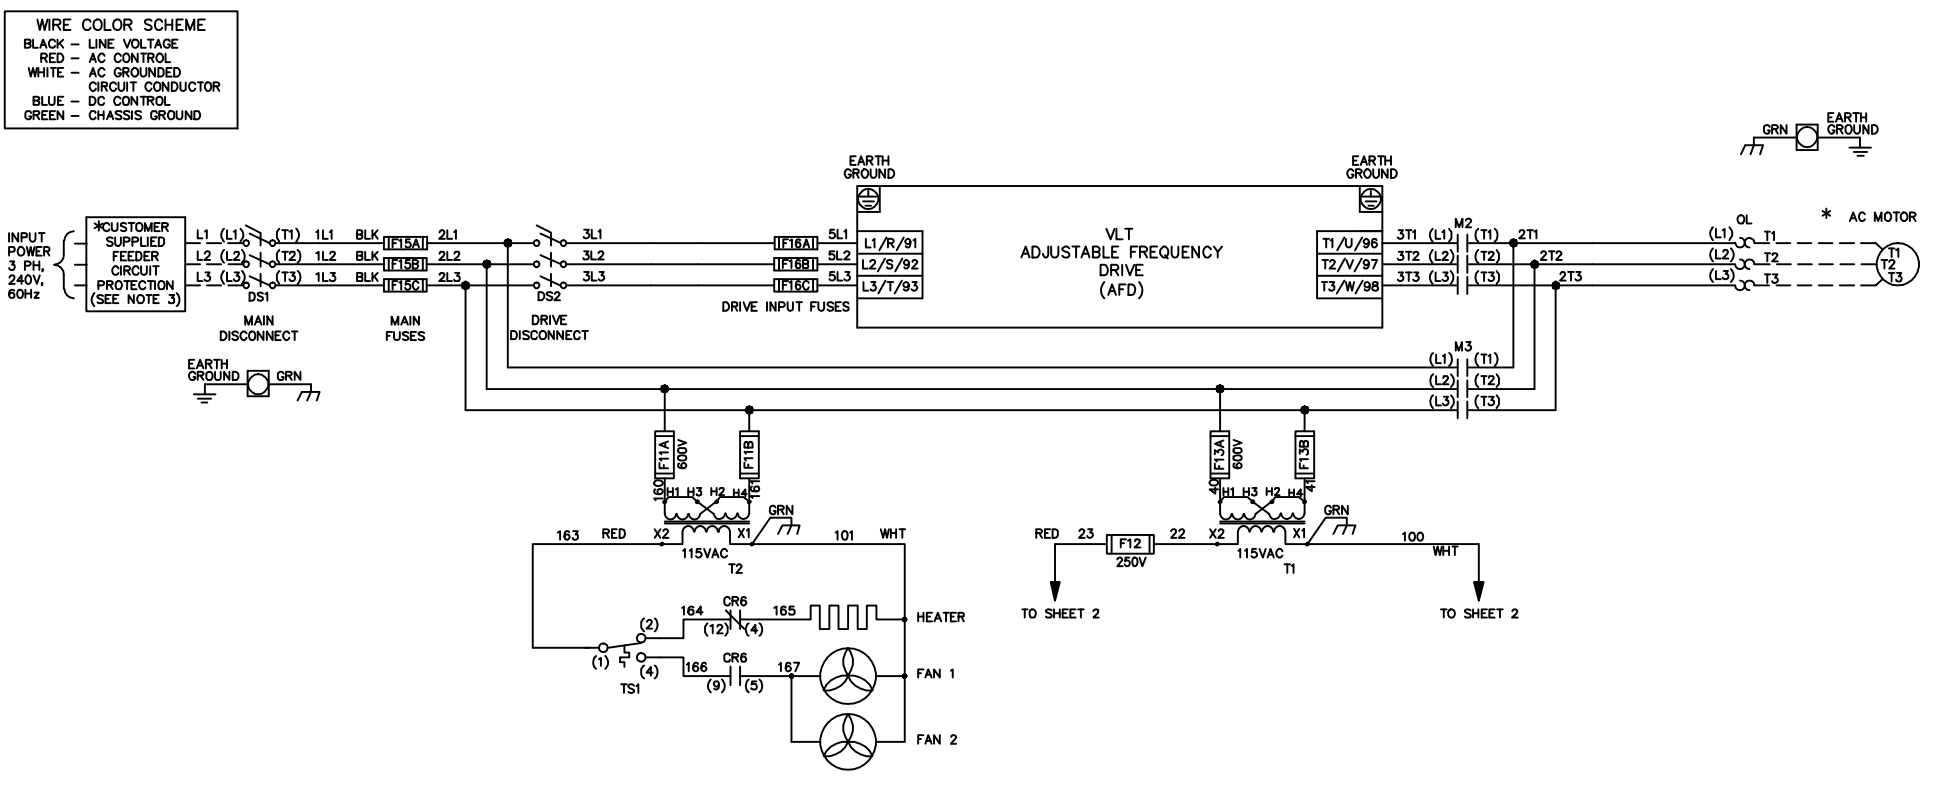 WIRE COLOR SCHEME
BLACK – LINE VOLTAGE
RED – AC CONTROL
WHITE – AC GROUNDED
CIRCUIT CONDUCTOR
BLUE – DC CONTROL
GREEN – CHASSIS GROUND
GRN
EARTH
GROUND
* AC MOTOR
EARTH
GROUND
EARTH
GROUND
INPUT
POWER
3 PH,
240V,
60Hz
*CUSTOMER
SUPPLIED
FEEDER
CIRCUIT
PROTECTION
(SEE NOTE 3)
L1 (L1) (T1) 1L1 BLK F15A 2L1 3L1 F16A 5L1 L1/R/91
L2 (L2) (T2) 1L2 BLK F15B 2L2 3L2 F16B 5L2 L2/S/92
L3 (L3) (T3) 1L3 BLK F15C 2L3 3L3 F16C 5L3 L3/T/93
DS1
MAIN
DISCONNECT
MAIN
FUSES
DS2
DRIVE
DISCONNECT
DRIVE INPUT FUSES
VLT
ADJUSTABLE FREQUENCY
DRIVE
(AFD)
M2
OL
T1/U/96 3T1 (L1) (T1) 2T1 (L1) T1
T2/V/97 3T2 (L2) (T2) 2T2 (L2) T2
T3/W/98 3T3 (L3) (T3) 2T3 (L3) T3
T1
T2
T3
EARTH
GROUND
GRN
M3
(L1) (T1)
(L2) (T2)
(L3) (T3)
F11A
600V
F11B
160
161
H1 H3 H2 H4
GRN
163 RED X2 X1 101 WHT
115VAC
T2
F13A
600V
F13B
40
41
H1 H3 H2 H4
GRN
RED 23 F12 22 X2 X1 100
WHT
250V
115VAC
T1
TO SHEET 2
TO SHEET 2
CR6
164 165
(12) (4)
HEATER
(2)
(1)
(4)
TS1
CR6
166 167
(9) (5)
FAN 1
FAN 2